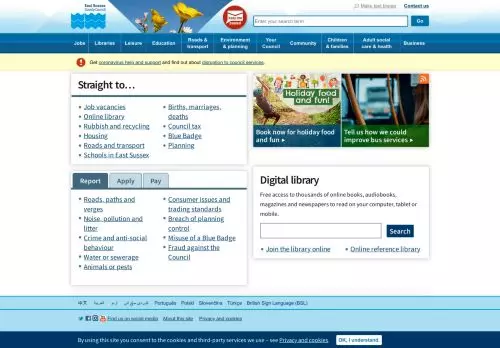 East Sussex
County Council
Make text bigger
Contact us
Enter your search term
Go
Jobs
Libraries
Leisure
Education
Roads &
transport
Environment
& planning
Your
Council
Community
Children
& families
Adult social
care & health
Business
Get coronavirus help and support and find out about disruption to council services.
Straight to…
Job vacancies
Online library
Rubbish and recycling
Housing
Roads and transport
Schools in East Sussex
Births, marriages,
deaths
Council tax
Blue Badge
Planning
Holiday food
and fun!
Book now for holiday food
and fun
Tell us how we could
improve bus services
Report
Apply
Pay
Roads, paths and
verges
Noise, pollution and
litter
Crime and anti-social
behaviour
Water or sewerage
Animals or pests
Consumer issues and
trading standards
Breach of planning
control
Misuse of a Blue Badge
Fraud against the
Council
Digital library
Free access to thousands of online books, audiobooks,
magazines and newspapers to read on your computer, tablet or
mobile.
Search
Join the library online
Online reference library
中文
العربية
اردو
Português
Polski
Slovenčina
Türkçe
British Sign Language (BSL)
Find us on social media
About this site
Privacy and cookies
By using this site you consent to the cookies and third-party services we use – see Privacy and cookies
OK, I understand.